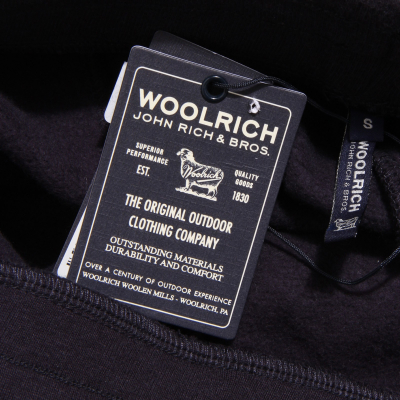 WOOLRICH
JOHN RICH & BROS.
SUPERIOR PERFORMANCE
Woolrich
QUALITY GOODS
EST.
1830
THE ORIGINAL OUTDOOR
CLOTHING COMPANY
OUTSTANDING MATERIALS
DURABILITY AND COMFORT
OVER A CENTURY OF OUTDOOR EXPERIENCE
WOOLRICH WOOLEN MILLS - WOOLRICH, PA
S
WOOLRICH
JOHN RICH & BROS.